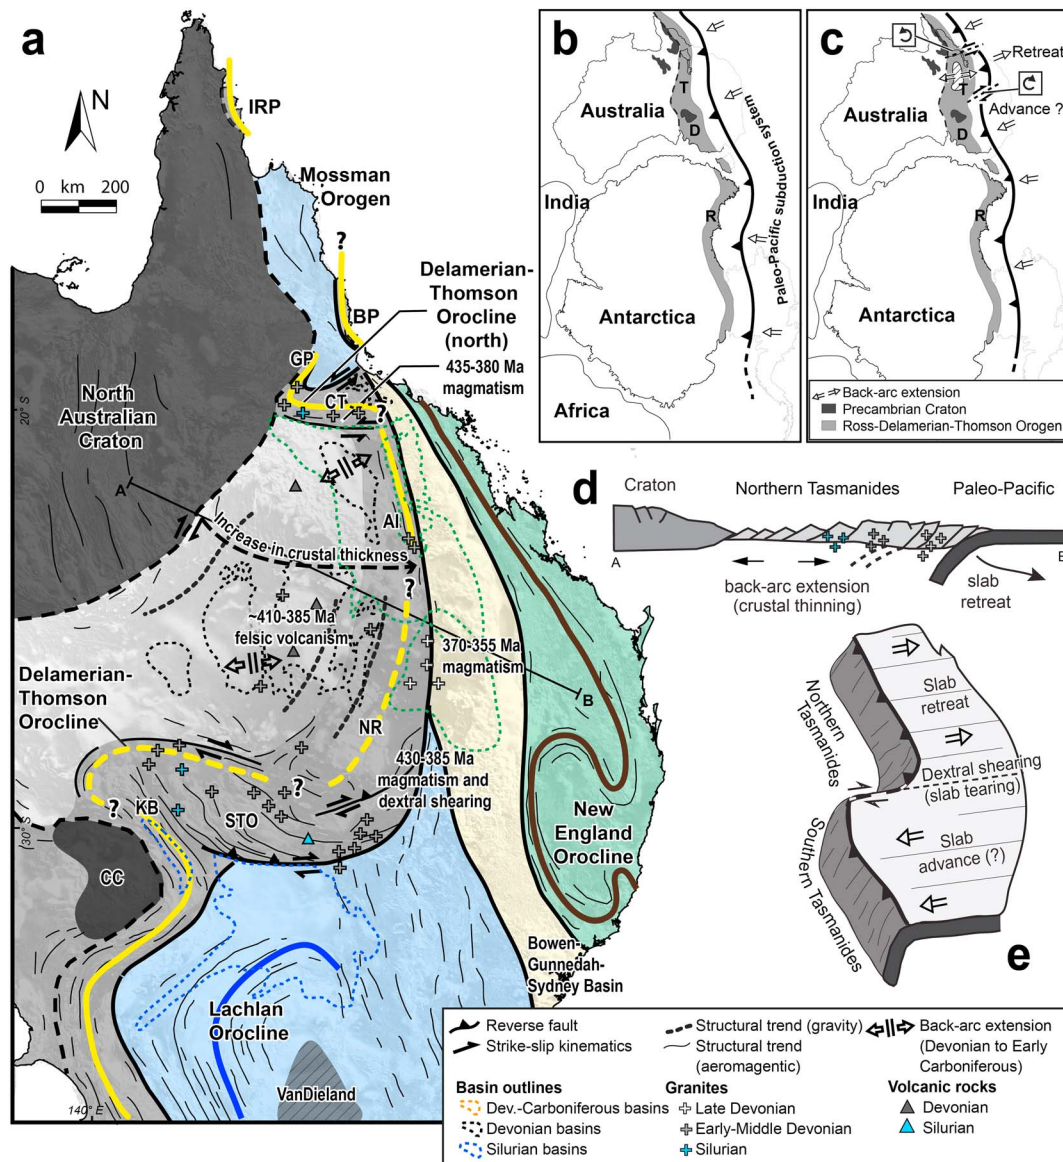 a
N
0 km 200
IRP
Mossman
Orogen
?
Delamerian-
Thomson
Orocline
(north)
BP
GP
435-380 Ma
magmatism
CT
?
North
Australian
Craton
20° S
A
AI
Increase in crustal thickness
?
~410-385 Ma
felsic volcanism
370-355 Ma
magmatism
B
Delamerian-
Thomson
Orocline
NR
430-385 Ma
magmatism and
dextral shearing
?
?
KB
STO
30° S
CC
New
England
Orocline
Bowen-
Gunnedah-
Sydney Basin
Lachlan
Orocline
VanDieland
140° E
b
T
Australia
D
Paleo-Pacific subduction system
India
R
Antarctica
Africa
c
Retreat
T
Advance ?
Australia
D
India
R
Antarctica
Back-arc extension
Precambrian Craton
Ross-Delamerian-Thomson Orogen
d
Craton
Northern Tasmanides
Paleo-Pacific
A
B
back-arc extension
(crustal thinning)
slab
retreat
Northern
Tasmanides
Slab
retreat
Dextral shearing
(slab tearing)
Slab
advance (?)
Southern
Tasmanides
e
Reverse fault
Strike-slip kinematics
Structural trend (gravity)
Structural trend
(aeromagentic)
Back-arc extension
(Devonian to Early
Carboniferous)
Basin outlines
Dev.-Carboniferous basins
Devonian basins
Silurian basins
Granites
Late Devonian
Early-Middle Devonian
Silurian
Volcanic rocks
Devonian
Silurian